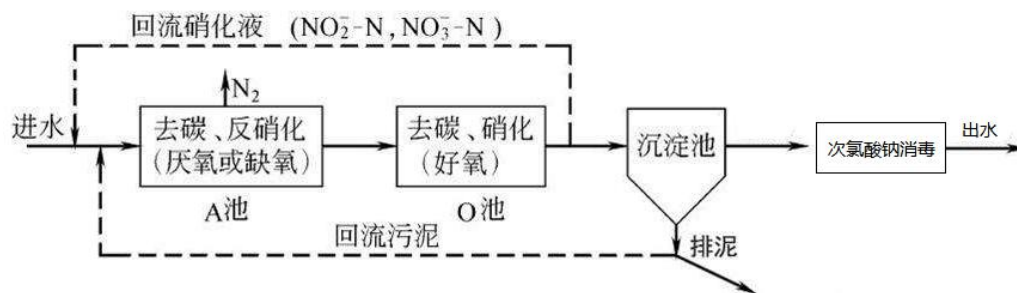 回流硝化液 (NO₂⁻-N, NO₃⁻-N)
N₂
进水
去碳、反硝化
(厌氧或缺氧)
A池
去碳、硝化
(好氧)
O池
沉淀池
次氯酸钠消毒
出水
回流污泥
排泥